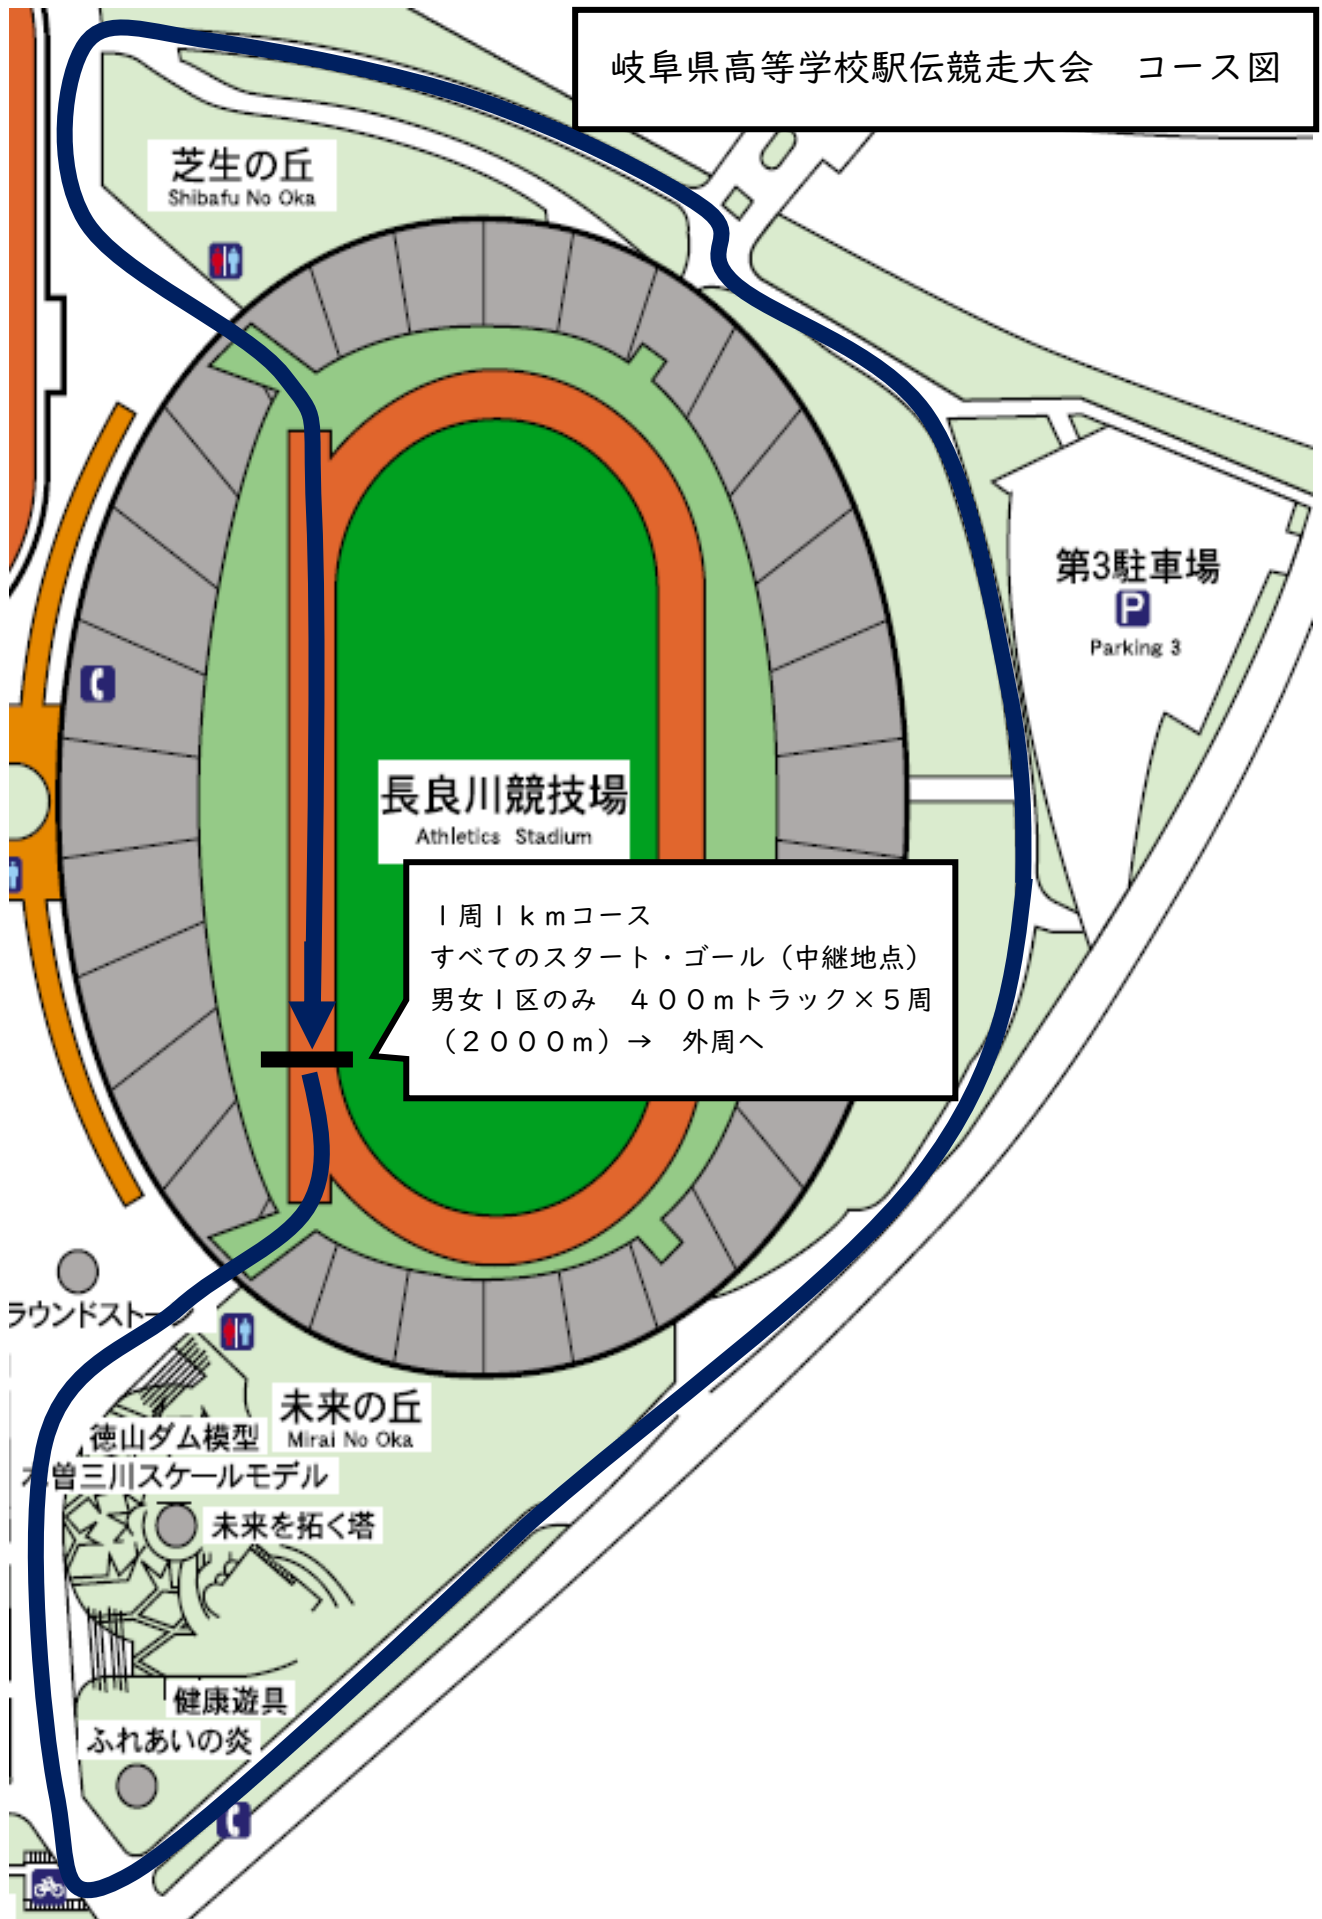 岐阜県高等学校駅伝競走大会　コース図
芝生の丘
Shibafu No Oka
第3駐車場
P
Parking 3
長良川競技場
Athletics Stadium
１周１ｋｍコース
すべてのスタート・ゴール（中継地点）
男女１区のみ　４００ｍトラック×５周
（２０００ｍ）→　外周へ
ラウンドストーン
未来の丘
Mirai No Oka
徳山ダム模型
木曽三川スケールモデル
未来を拓く塔
健康遊具
ふれあいの炎